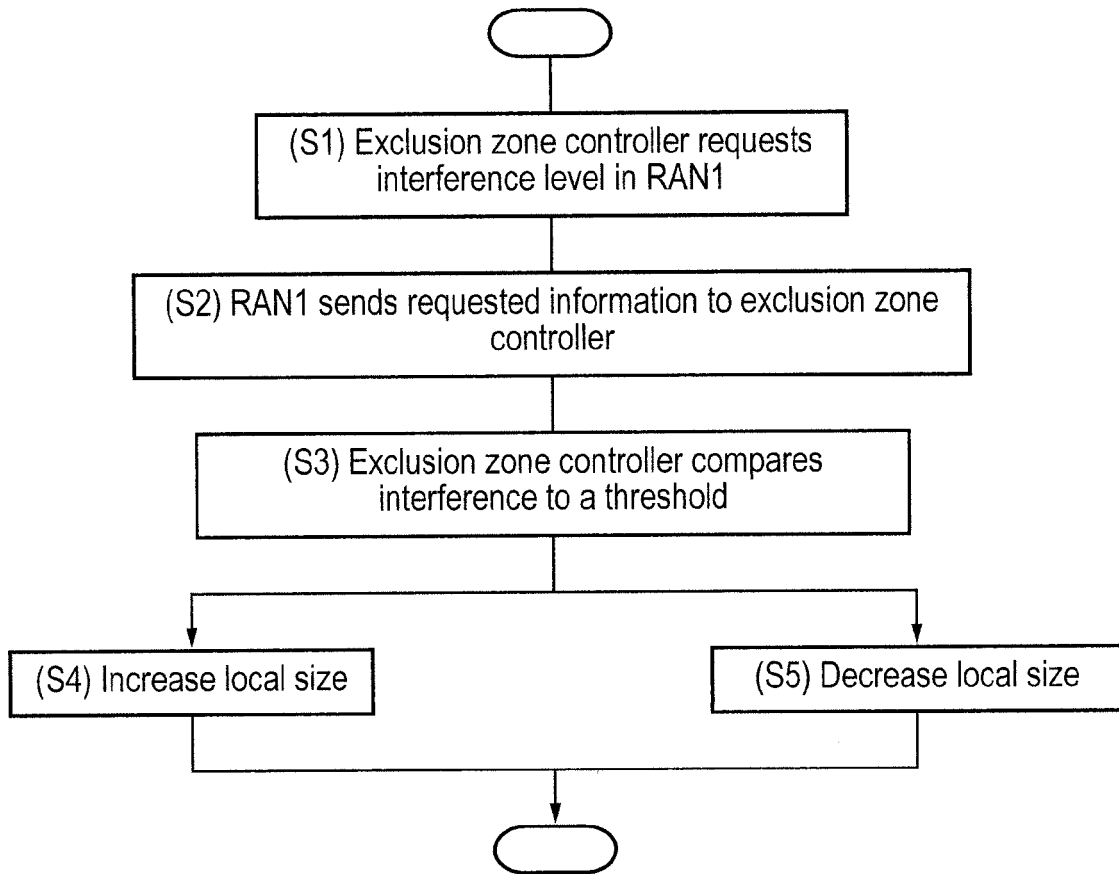 (S1) Exclusion zone controller requests
interference level in RAN1
(S2) RAN1 sends requested information to exclusion zone
controller
(S3) Exclusion zone controller compares
interference to a threshold
(S4) Increase local size
(S5) Decrease local size